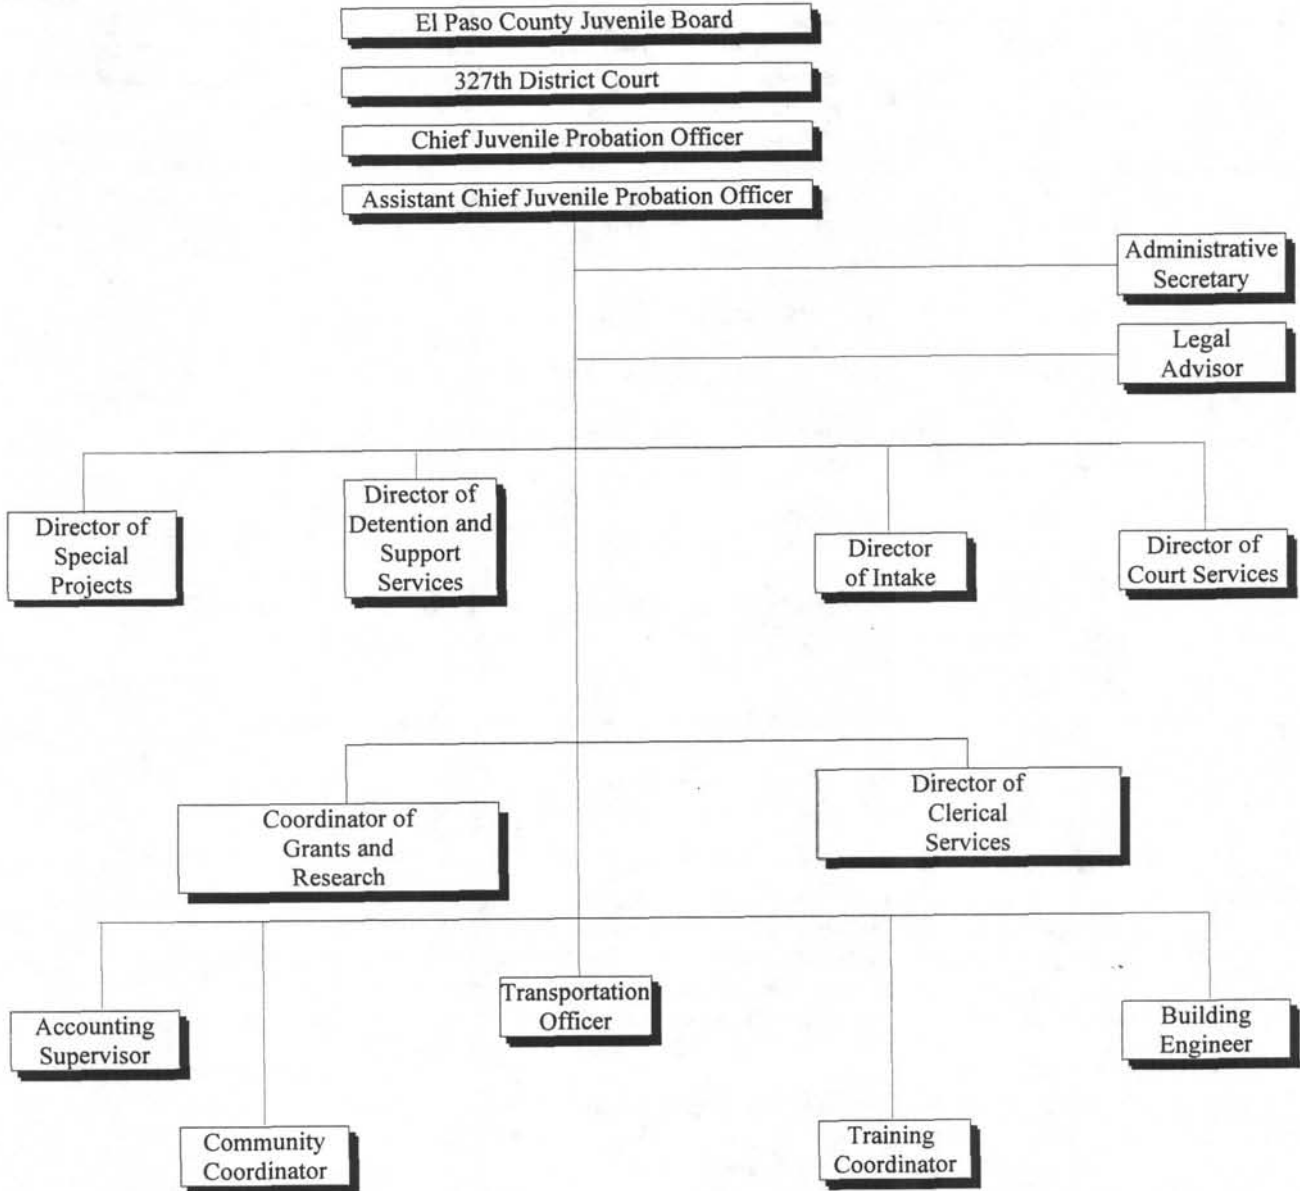 El Paso County Juvenile Board
327th District Court
Chief Juvenile Probation Officer
Assistant Chief Juvenile Probation Officer
Administrative
Secretary
Legal
Advisor
Director of
Special
Projects
Director of
Detention and
Support
Services
Director
of Intake
Director of
Court Services
Coordinator of
Grants and
Research
Director of
Clerical
Services
Accounting
Supervisor
Community
Coordinator
Transportation
Officer
Training
Coordinator
Building
Engineer